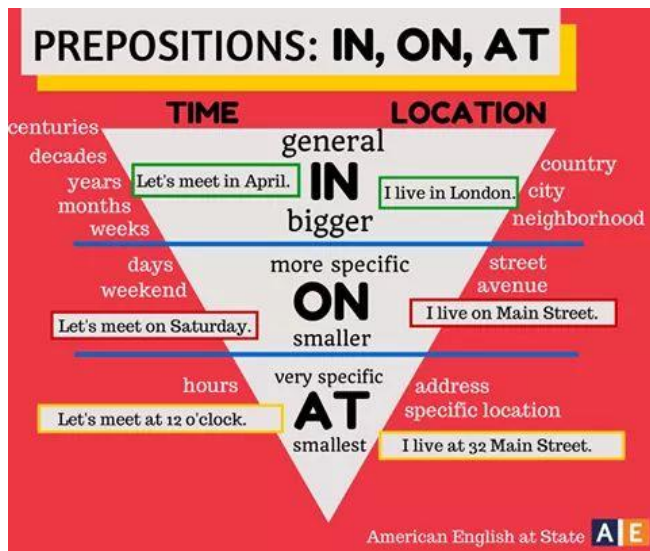 PREPOSITIONS: IN, ON, AT
TIME
LOCATION
centuries
decades
years
months
weeks
Let's meet in April.
general
IN
bigger
I live in London.
country
city
neighborhood
days
weekend
Let's meet on Saturday.
more specific
ON
smaller
street
avenue
I live on Main Street.
hours
Let's meet at 12 o'clock.
very specific
AT
smallest
address
specific location
I live at 32 Main Street.
American English at State AE